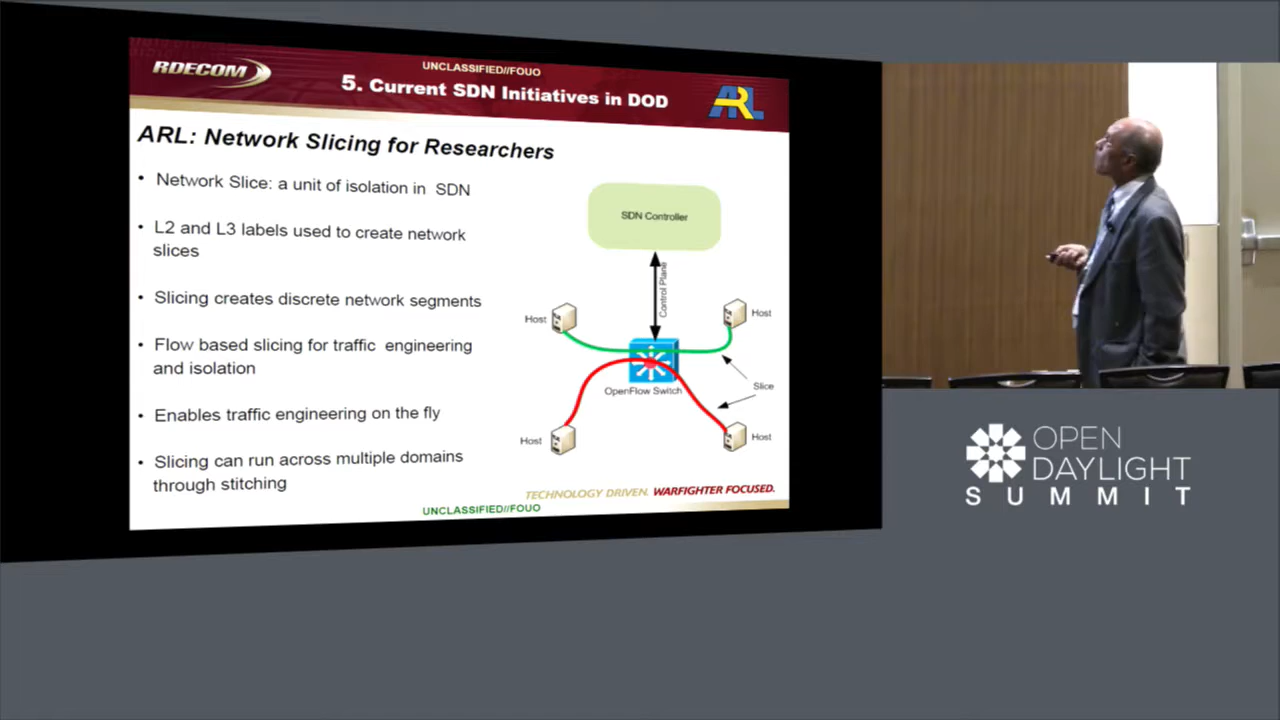 RDECOM
UNCLASSIFIED//FOUO
5. Current SDN Initiatives in DOD
ARL
ARL: Network Slicing for Researchers
• Network Slice: a unit of isolation in SDN
• L2 and L3 labels used to create network
slices
• Slicing creates discrete network segments
• Flow based slicing for traffic engineering
and isolation
• Enables traffic engineering on the fly
• Slicing can run across multiple domains
through stitching
SDN Controller
Control Plane
Host
Host
OpenFlow Switch
Slice
Host
Host
TECHNOLOGY DRIVEN. WARFIGHTER FOCUSED.
UNCLASSIFIED//FOUO
OPEN
DAYLIGHT
SUMMIT